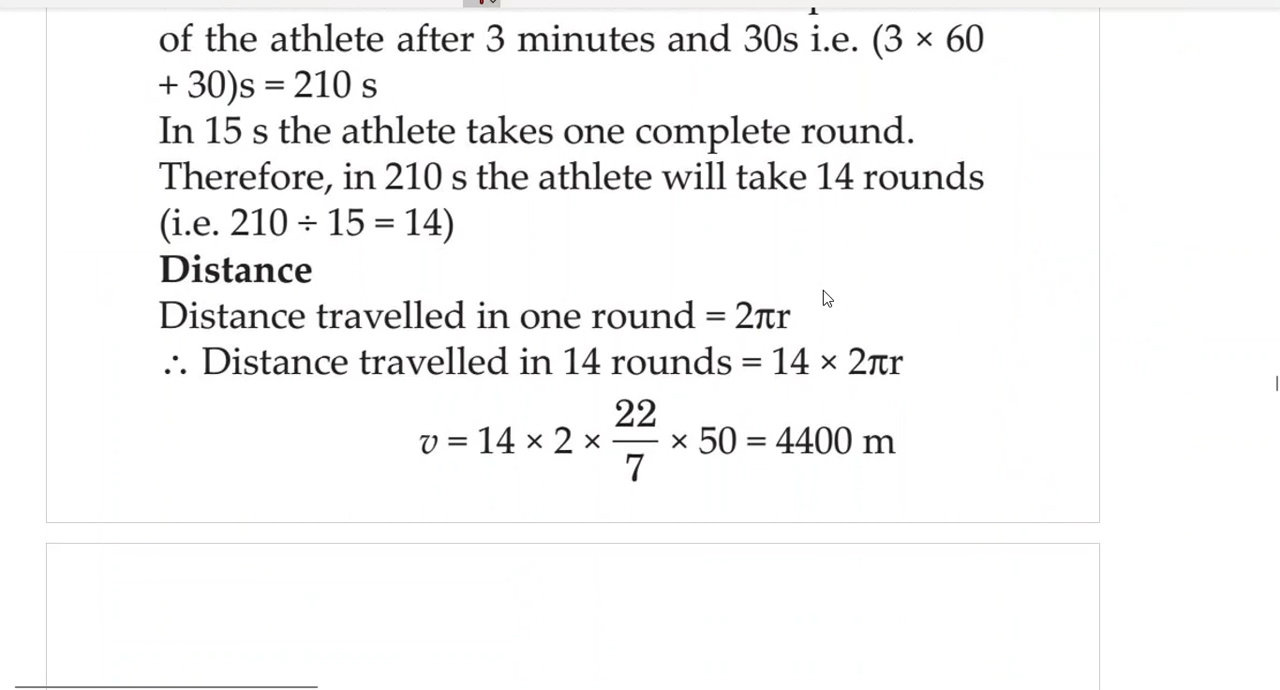 of the athlete after 3 minutes and 30s i.e. (3 × 60
+ 30)s = 210 s
In 15 s the athlete takes one complete round.
Therefore, in 210 s the athlete will take 14 rounds
(i.e. 210 ÷ 15 = 14)
Distance
Distance travelled in one round = 2πr
∴ Distance travelled in 14 rounds = 14 × 2πr
v = 14 × 2 × 22/7 × 50 = 4400 m